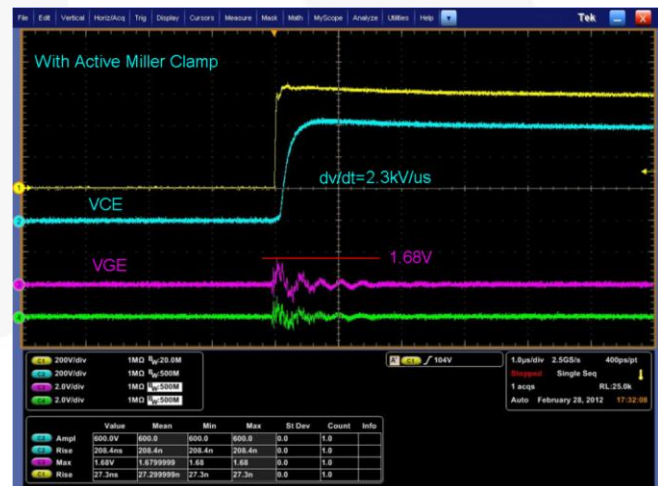 File Edit Vertical Horiz/Acq Trig Display Cursors Measure Mask Math MyScope Analyze Utilities Help Tek
With Active Miller Clamp
dv/dt=2.3kV/us
1
VCE
2
VGE 1.68V
3
4
C1 200V/div 1MΩ BW:20.0M
C2 200V/div 1MΩ BW:500M
C3 2.0V/div 1MΩ BW:500M
C4 2.0V/div 1MΩ BW:500M
A' C1 ∫ 104V
1.0µs/div 2.5GS/s 400ps/pt
Stopped Single Seq
1 acqs RL:25.0k
Auto February 28, 2012 17:32:08
Value Mean Min Max St Dev Count Info
C2 Ampl 600.0V 600.0 600.0 600.0 0.0 1.0
C2 Rise 208.4ns 208.4n 208.4n 208.4n 0.0 1.0
C3 Max 1.68V 1.6799999 1.68 1.68 0.0 1.0
C1 Rise 27.3ns 27.299999n 27.3n 27.3n 0.0 1.0